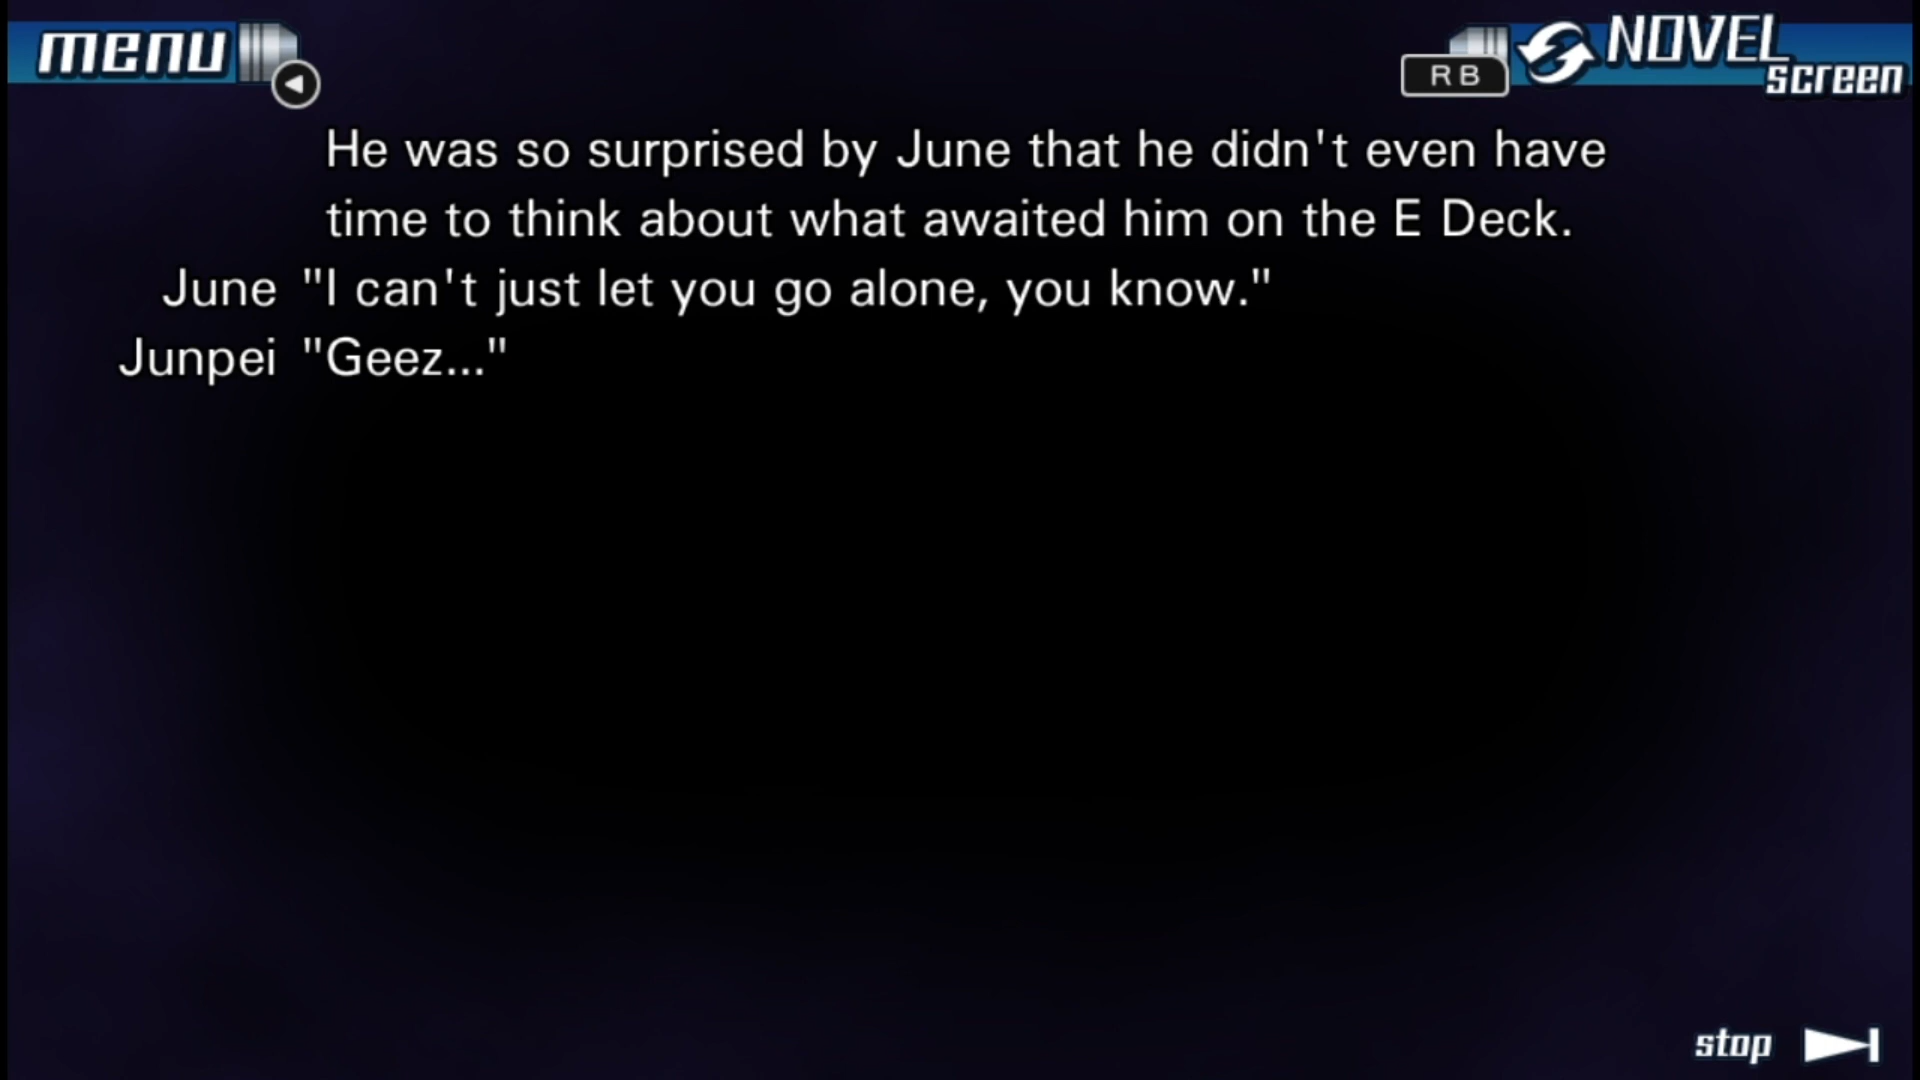 menu
RB
NOVEL
screen
He was so surprised by June that he didn't even have
time to think about what awaited him on the E Deck.
June "I can't just let you go alone, you know."
Junpei "Geez..."
stop